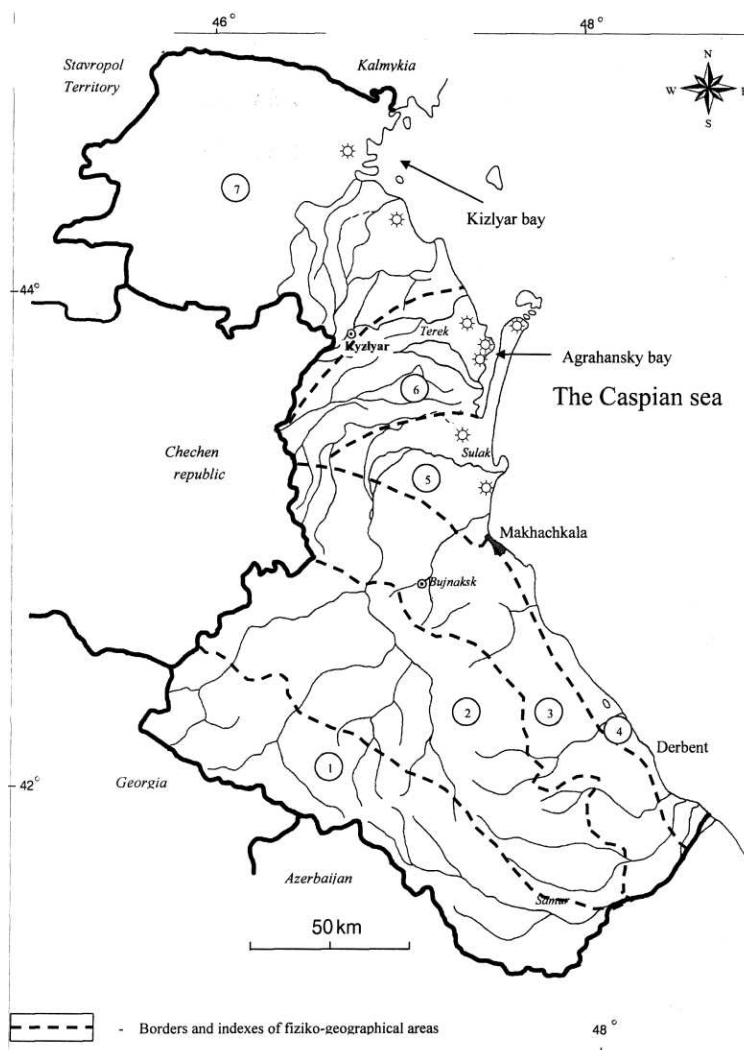 46°
48°
Stavropol
Territory
Kalmykia
N
W
E
S
7
Kizlyar bay
44°
Terek
Kyzlyar
Agrahansky bay
6
The Caspian sea
Chechen
republic
Sulak
5
Makhachkala
Bujnaksk
2
3
4
Derbent
1
42°
Georgia
Azerbaijan
Samur
50 km
- Borders and indexes of fiziko-geographical areas
48°